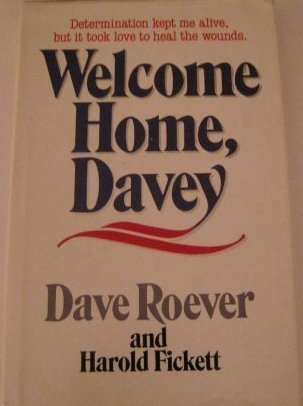 Determination kept me alive,
but it took love to heal the wounds.
Welcome
Home,
Davey
Dave Roever
and
Harold Fickett